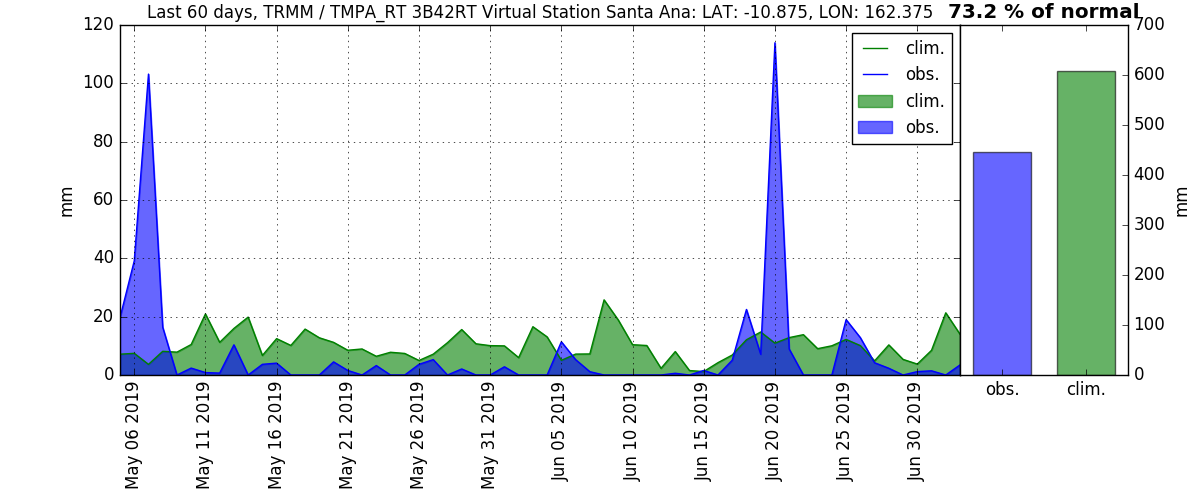 Last 60 days, TRMM / TMPA_RT 3B42RT Virtual Station Santa Ana: LAT: -10.875, LON: 162.375
73.2 % of normal
120
100
80
60
40
20
0
mm
clim.
obs.
clim.
obs.
May 06 2019
May 11 2019
May 16 2019
May 21 2019
May 26 2019
May 31 2019
Jun 05 2019
Jun 10 2019
Jun 15 2019
Jun 20 2019
Jun 25 2019
Jun 30 2019
700
600
500
400
300
200
100
0
mm
obs.
clim.